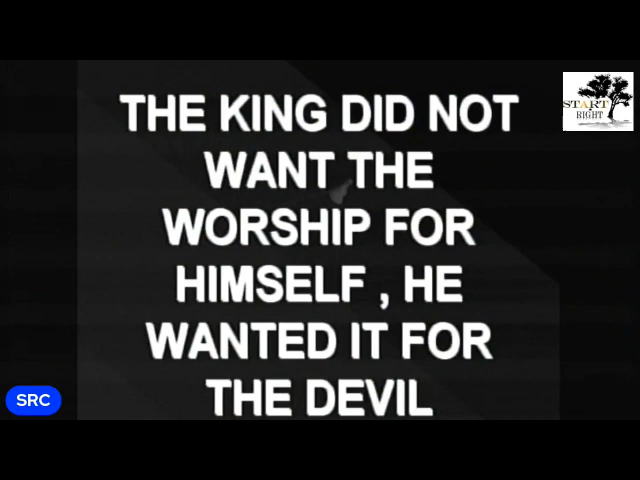 THE KING DID NOT
WANT THE
WORSHIP FOR
HIMSELF , HE
WANTED IT FOR
THE DEVIL
START
RIGHT
SRC